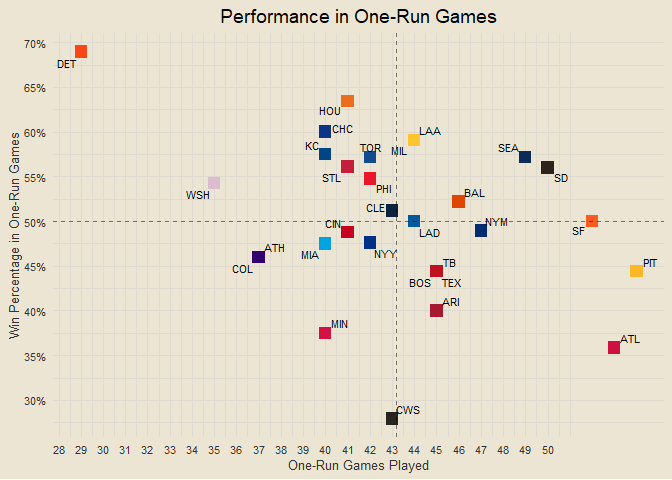 Performance in One-Run Games
70%
DET
65%
HOU
60%
CHC
LAA
KC
TOR
MIL
SEA
STL
SD
55%
PHI
WSH
BAL
CLE
50%
CIN
LAD
NYM
SF
ATH
MIA
NYY
COL
45%
TB
PIT
BOS
TEX
ARI
40%
MIN
ATL
35%
CWS
30%
Win Percentage in One-Run Games
28 29 30 31 32 33 34 35 36 37 38 39 40 41 42 43 44 45 46 47 48 49 50
One-Run Games Played